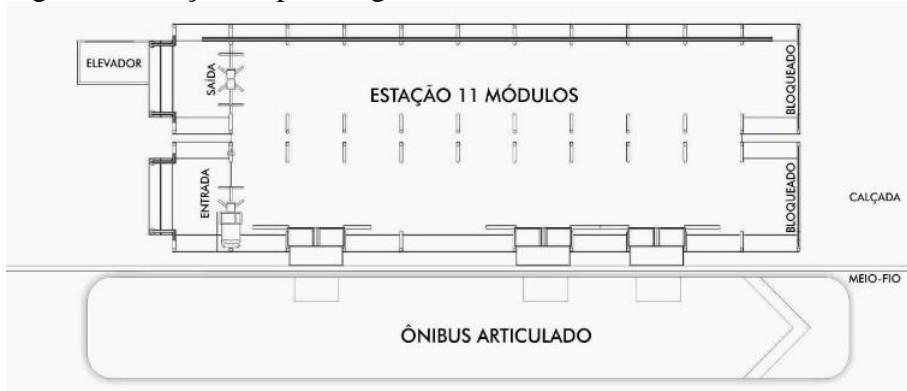 ELEVADOR
SAÍDA
BLOQUEADO
ESTAÇÃO 11 MÓDULOS
ENTRADA
BLOQUEADO
CALÇADA
MEIO-FIO
ÔNIBUS ARTICULADO